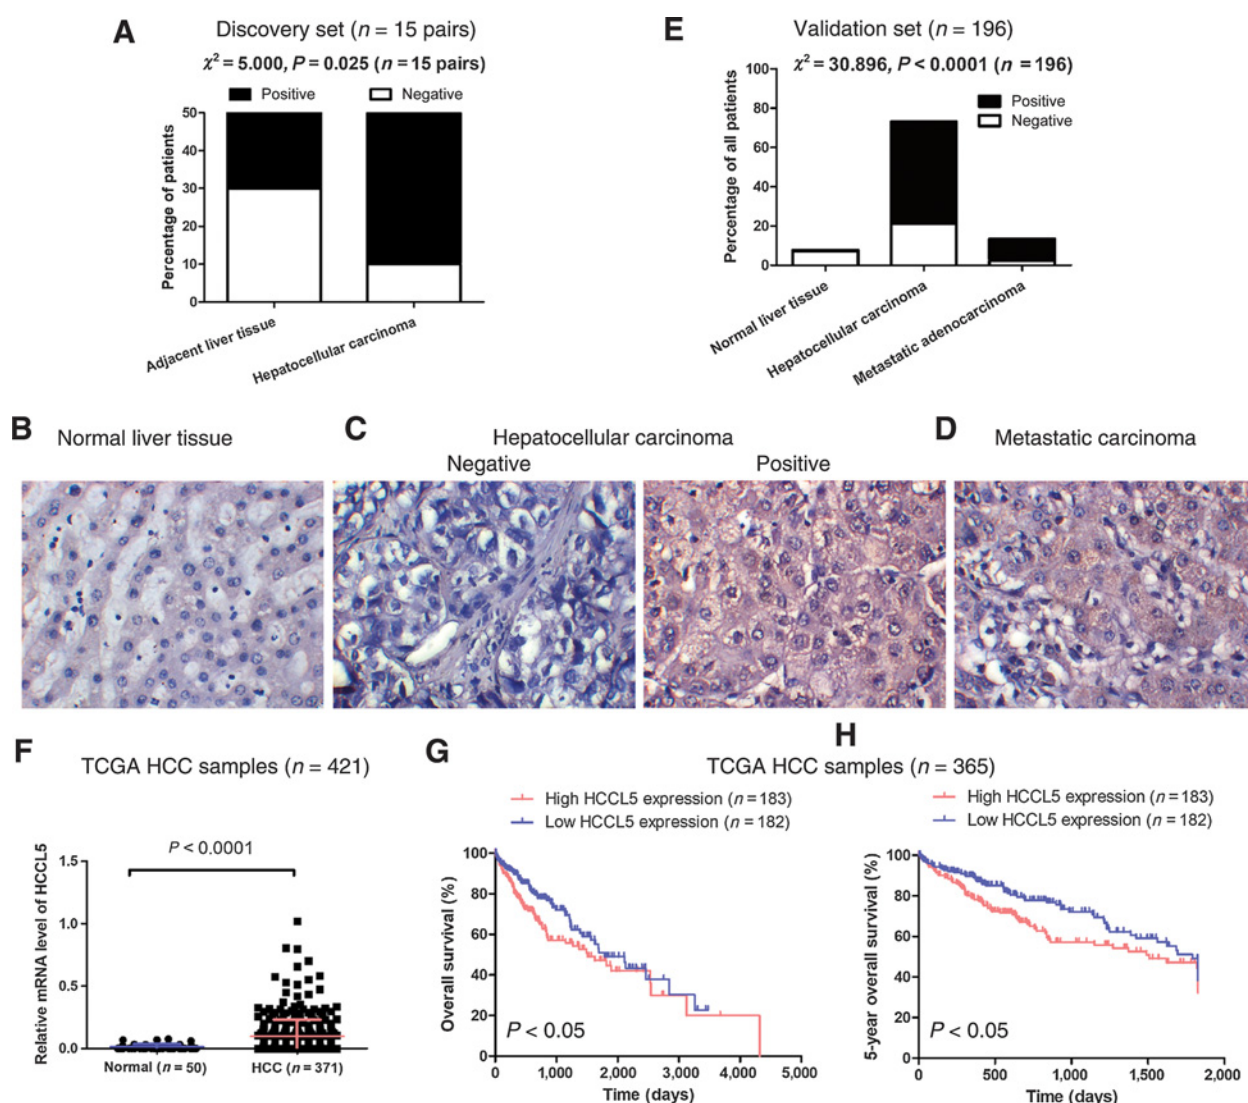 A
Discovery set (n = 15 pairs)
χ² = 5.000, P = 0.025 (n = 15 pairs)
Positive
Negative
Percentage of patients
50
40
30
20
10
0
Adjacent liver tissue
Hepatocellular carcinoma
E
Validation set (n = 196)
χ² = 30.896, P < 0.0001 (n = 196)
Positive
Negative
Percentage of all patients
100
80
60
40
20
0
Normal liver tissue
Hepatocellular carcinoma
Metastatic adenocarcinoma
B
Normal liver tissue
C
Hepatocellular carcinoma
Negative
Positive
D
Metastatic carcinoma
F
TCGA HCC samples (n = 421)
P < 0.0001
Relative mRNA level of HCCL5
1.5
1.0
0.5
0.0
Normal (n = 50)
HCC (n = 371)
G
H
TCGA HCC samples (n = 365)
High HCCL5 expression (n = 183)
Low HCCL5 expression (n = 182)
Overall survival (%)
100
80
60
40
20
0
P < 0.05
0
1,000
2,000
3,000
4,000
5,000
Time (days)
High HCCL5 expression (n = 183)
Low HCCL5 expression (n = 182)
5-year overall survival (%)
100
80
60
40
20
0
P < 0.05
0
500
1,000
1,500
2,000
Time (days)